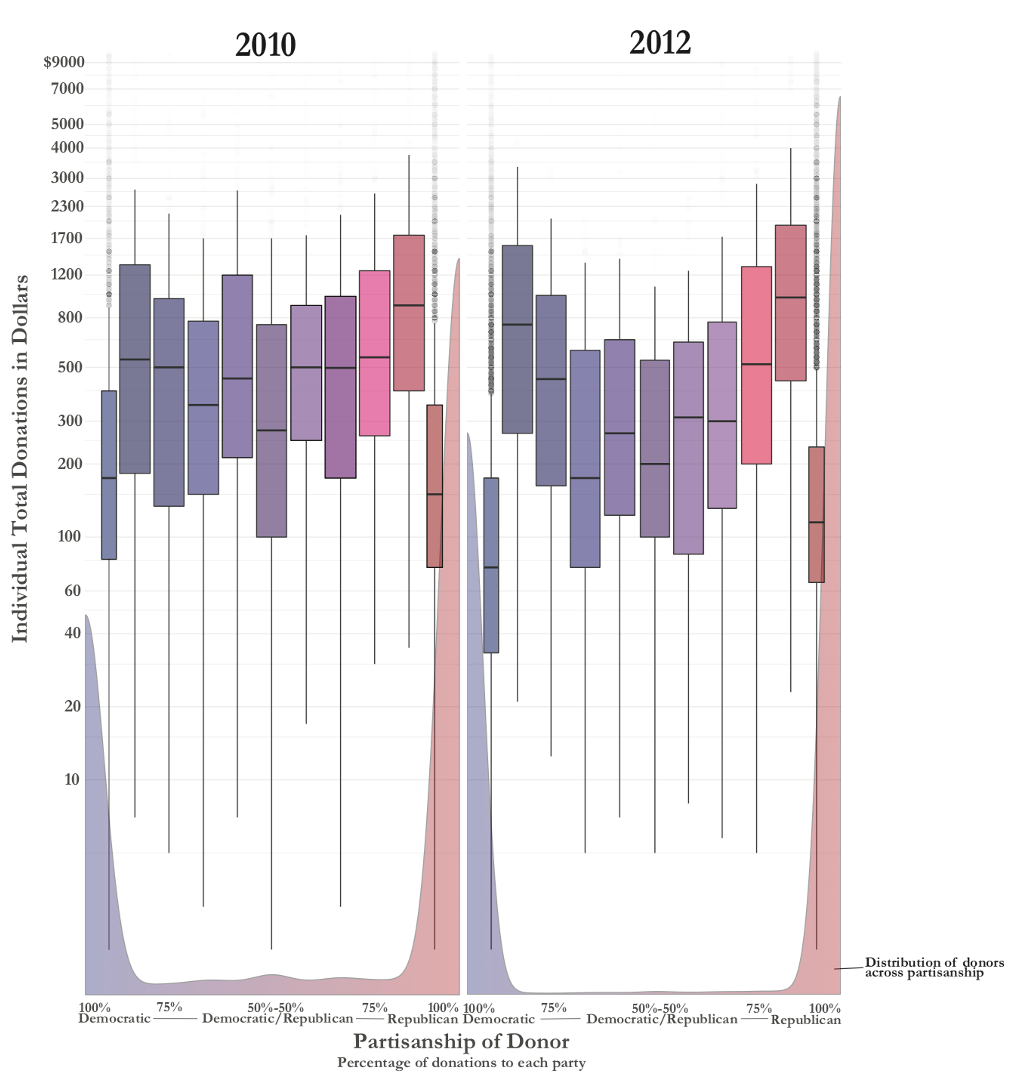 2010
2012
$9000
7000
5000
4000
3000
2300
1700
1200
800
500
300
200
100
60
40
20
10
Individual Total Donations in Dollars
Distribution of donors
across partisanship
100% 75% 50%-50% 75% 100% 100% 75% 50%-50% 75% 100%
Democratic Democratic/Republican Republican Democratic Democratic/Republican Republican
Partisanship of Donor
Percentage of donations to each party